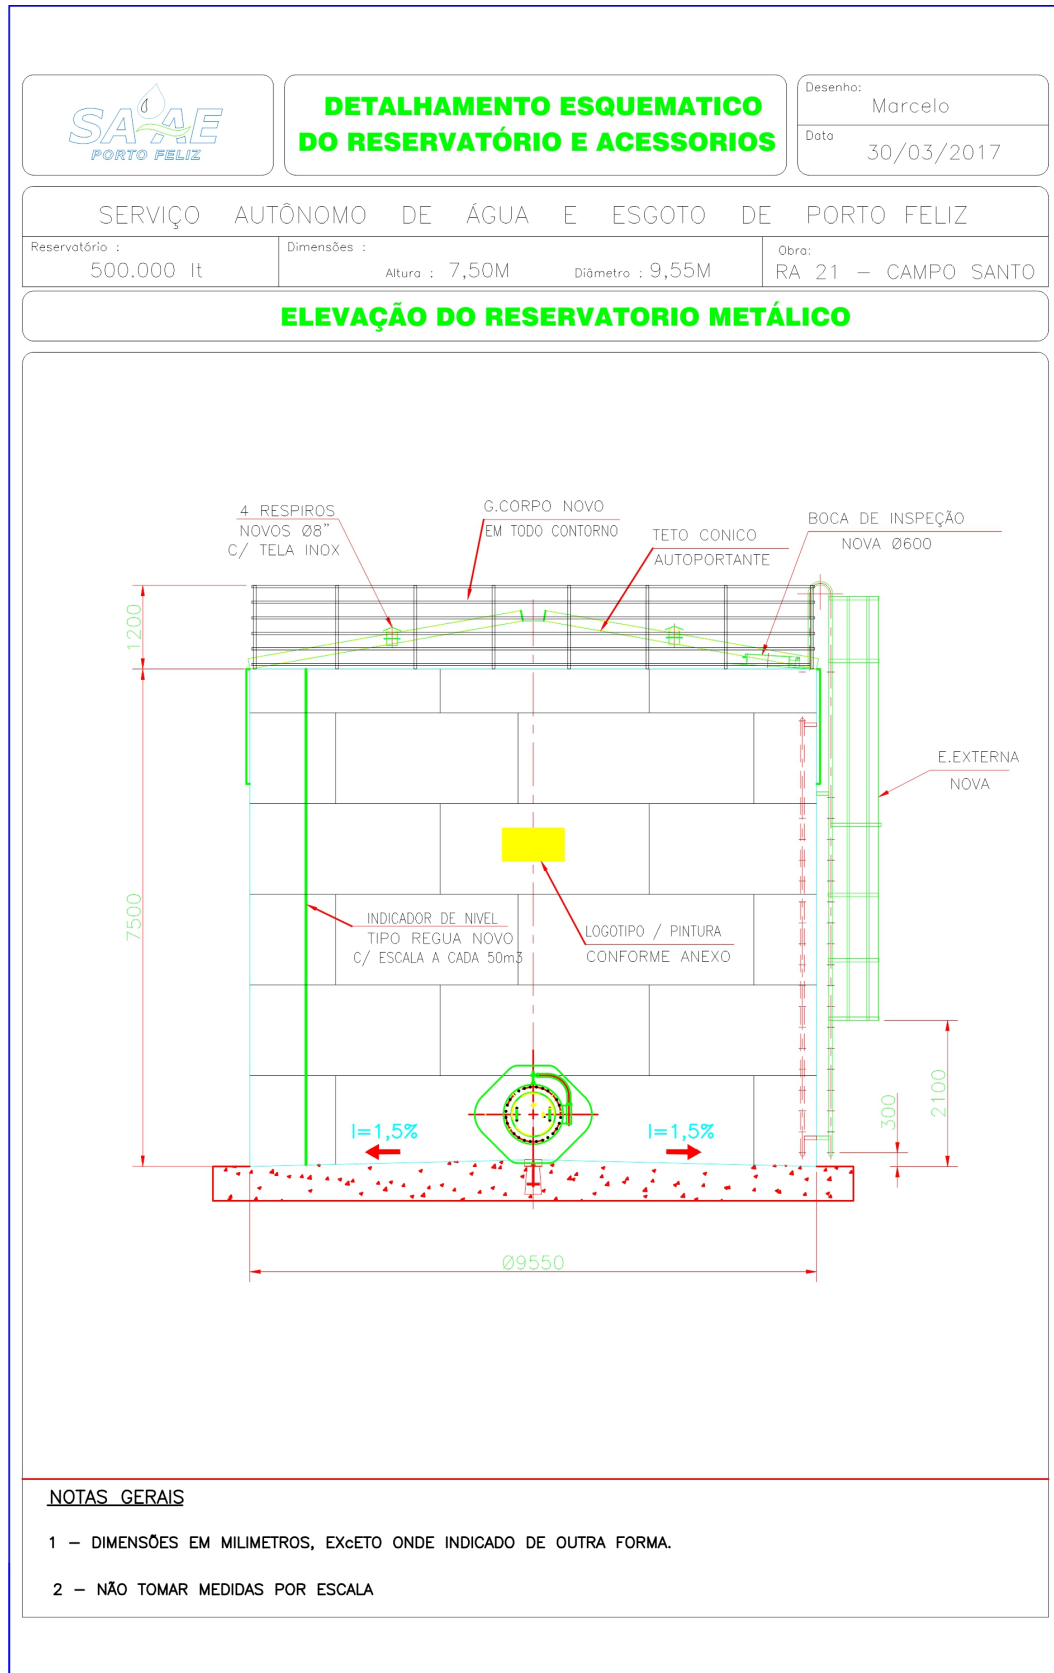 SAAE
PORTO FELIZ
DETALHAMENTO ESQUEMATICO
DO RESERVATÓRIO E ACESSORIOS
Desenho:
Marcelo
Data
30/03/2017
SERVIÇO AUTÔNOMO DE ÁGUA E ESGOTO DE PORTO FELIZ
Reservatório :
500.000 lt
Dimensões :
Altura : 7,50M Diâmetro : 9,55M
Obra:
RA 21 – CAMPO SANTO
ELEVAÇÃO DO RESERVATORIO METÁLICO
4 RESPIROS
NOVOS Ø8"
C/ TELA INOX
G.CORPO NOVO
EM TODO CONTORNO
TETO CONICO
AUTOPORTANTE
BOCA DE INSPEÇÃO
NOVA Ø600
1200
E.EXTERNA
NOVA
7500
INDICADOR DE NIVEL
TIPO REGUA NOVO
C/ ESCALA A CADA 50m3
LOGOTIPO / PINTURA
CONFORME ANEXO
2100
300
I=1,5%
I=1,5%
Ø9550
NOTAS GERAIS
1 – DIMENSÕES EM MILIMETROS, EXcETO ONDE INDICADO DE OUTRA FORMA.
2 – NÃO TOMAR MEDIDAS POR ESCALA